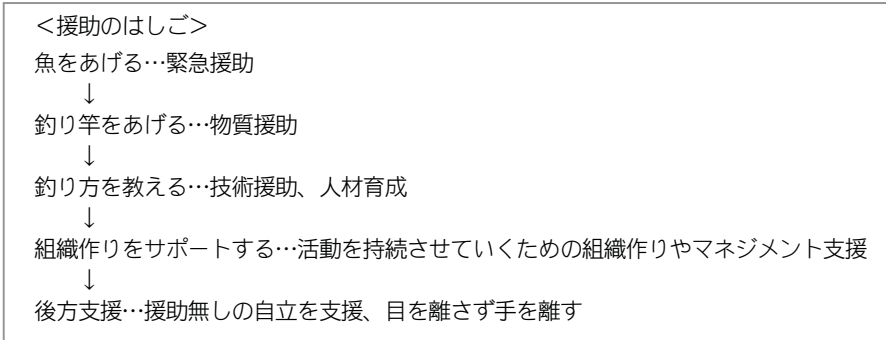 ＜援助のはしご＞
魚をあげる…緊急援助
↓
釣り竿をあげる…物質援助
↓
釣り方を教える…技術援助、人材育成
↓
組織作りをサポートする…活動を持続させていくための組織作りやマネジメント支援
↓
後方支援…援助無しの自立を支援、目を離さず手を離す